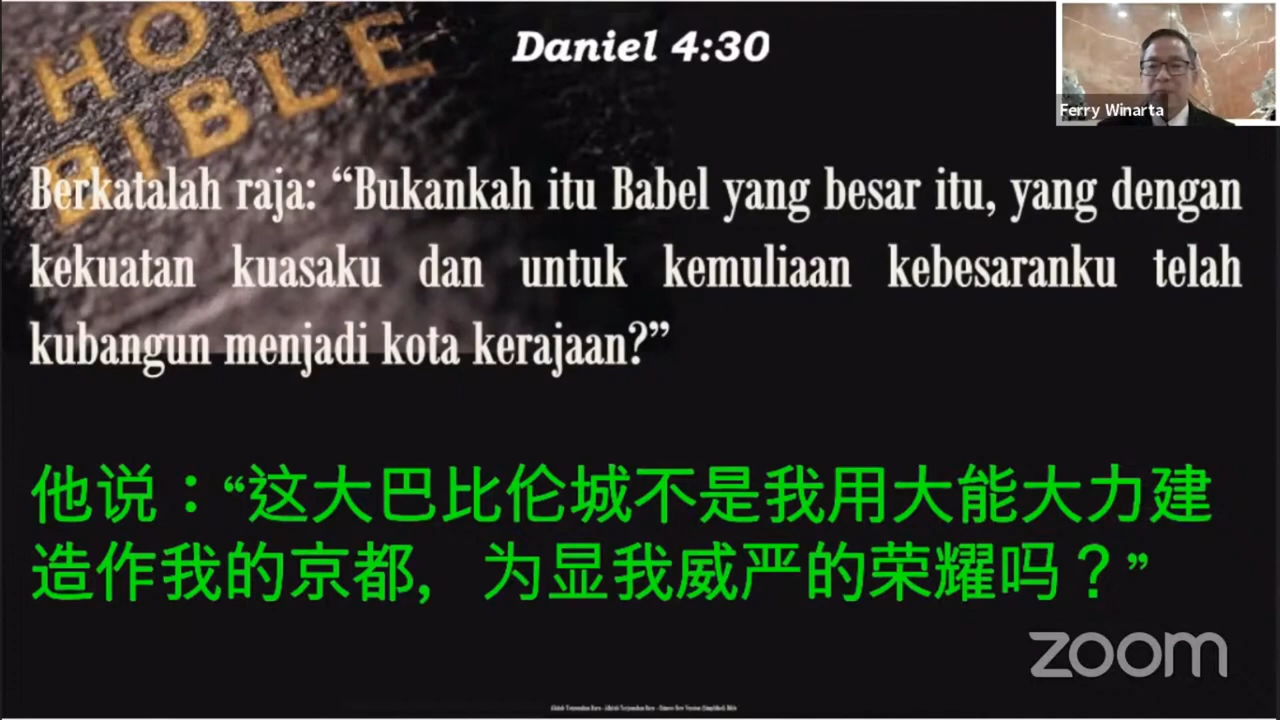 HOLY
BIBLE
Daniel 4:30
Ferry Winarta
Berkatalah raja: “Bukankah itu Babel yang besar itu, yang dengan
kekuatan kuasaku dan untuk kemuliaan kebesaranku telah
kubangun menjadi kota kerajaan?”
他说：“这大巴比伦城不是我用大能大力建
造作我的京都，为显我威严的荣耀吗？”
zoom